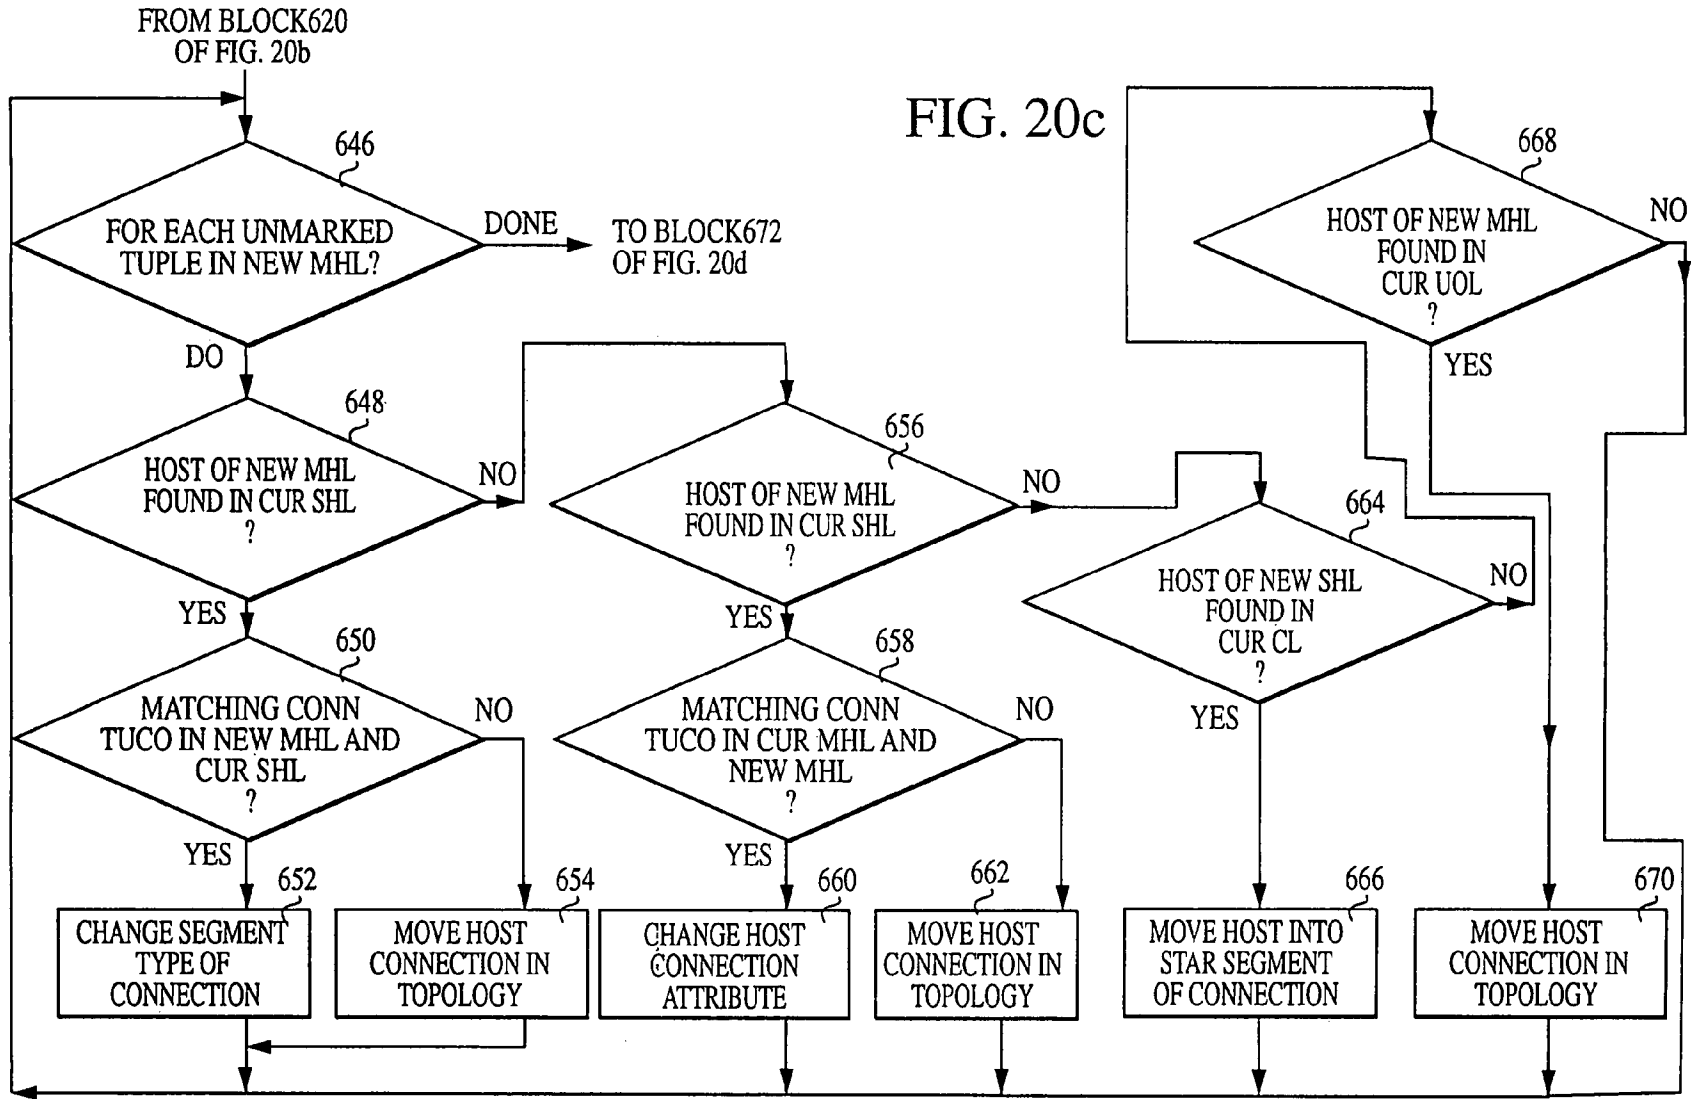 FROM BLOCK620
OF FIG. 20b
FIG. 20c
646
FOR EACH UNMARKED
TUPLE IN NEW MHL?
DONE
TO BLOCK672
OF FIG. 20d
DO
668
HOST OF NEW MHL
FOUND IN
CUR UOL
?
NO
YES
648
HOST OF NEW MHL
FOUND IN CUR SHL
?
NO
YES
656
HOST OF NEW MHL
FOUND IN CUR SHL
?
NO
YES
664
HOST OF NEW SHL
FOUND IN
CUR CL
?
NO
YES
650
MATCHING CONN
TUCO IN NEW MHL AND
CUR SHL
?
NO
YES
658
MATCHING CONN
TUCO IN CUR MHL AND
NEW MHL
?
NO
YES
652
CHANGE SEGMENT
TYPE OF
CONNECTION
654
MOVE HOST
CONNECTION IN
TOPOLOGY
660
CHANGE HOST
CONNECTION
ATTRIBUTE
662
MOVE HOST
CONNECTION IN
TOPOLOGY
666
MOVE HOST INTO
STAR SEGMENT
OF CONNECTION
670
MOVE HOST
CONNECTION IN
TOPOLOGY